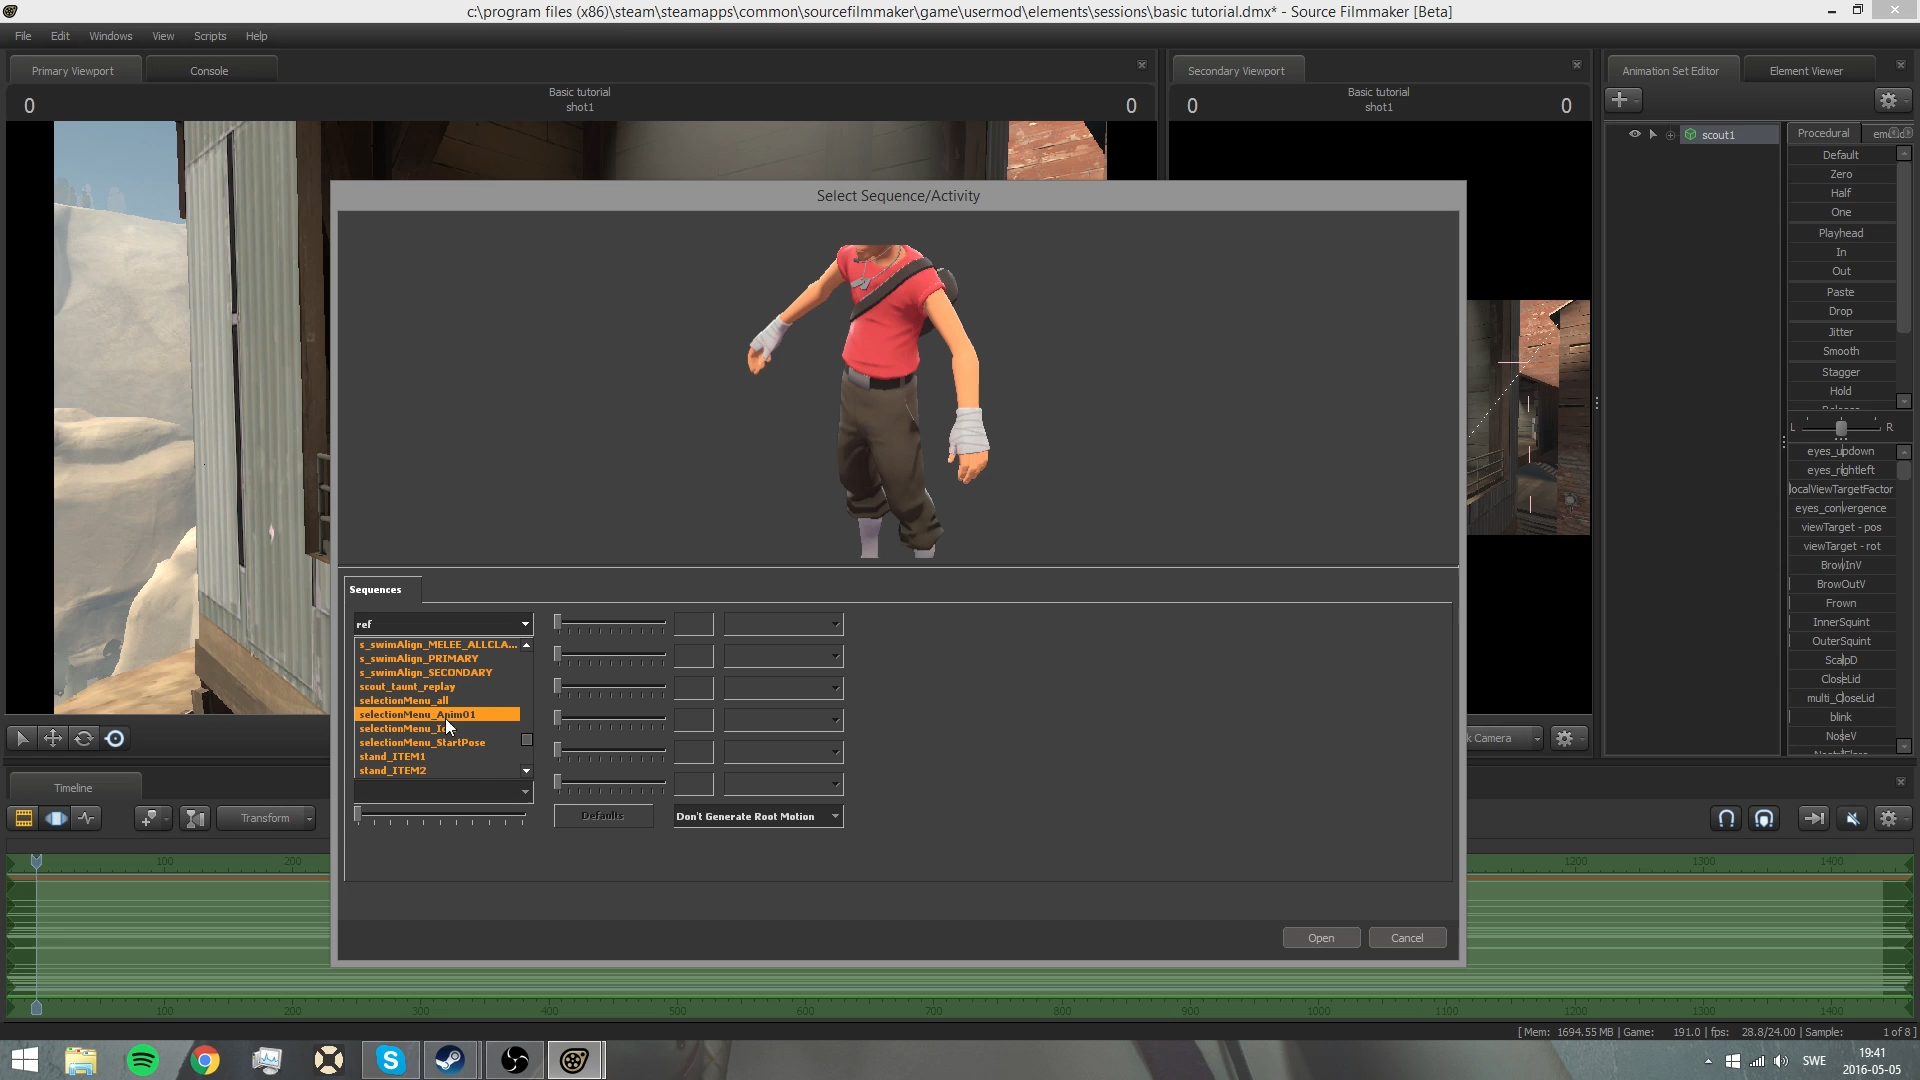 c:\program files (x86)\steam\steamapps\common\sourcefilmmaker\game\usermod\elements\sessions\basic tutorial.dmx* - Source Filmmaker [Beta]
File Edit Windows View Scripts Help
Primary Viewport Console
Secondary Viewport
Animation Set Editor Element Viewer
0 Basic tutorial 0
shot1
0 Basic tutorial 0
shot1
scout1
Procedural
Default
Zero
Half
One
Playhead
In
Out
Paste
Drop
Jitter
Smooth
Stagger
Hold
L R
eyes_updown
eyes_rightleft
localViewTargetFactor
eyes_convergence
viewTarget - pos
viewTarget - rot
BrowInV
BrowOutV
Frown
InnerSquint
OuterSquint
ScalpD
CloseLid
multi_CloseLid
blink
NoseV
Select Sequence/Activity
Sequences
ref
s_swimAlign_MELEE_ALLCLA...
s_swimAlign_PRIMARY
s_swimAlign_SECONDARY
scout_taunt_replay
selectionMenu_all
selectionMenu_Anim01
selectionMenu_StartPose
stand_ITEM1
stand_ITEM2
Defaults
Don't Generate Root Motion
Open Cancel
Camera
Timeline
Transform
100 200 1200 1300 1400
100 200 300 400 500 600 700 800 900 1000 1100 1200 1300 1400
[ Mem: 1694.55 MB | Game: 191.0 | fps: 28.8/24.00 | Sample: 1 of 8 ]
SWE
19:41
2016-05-05